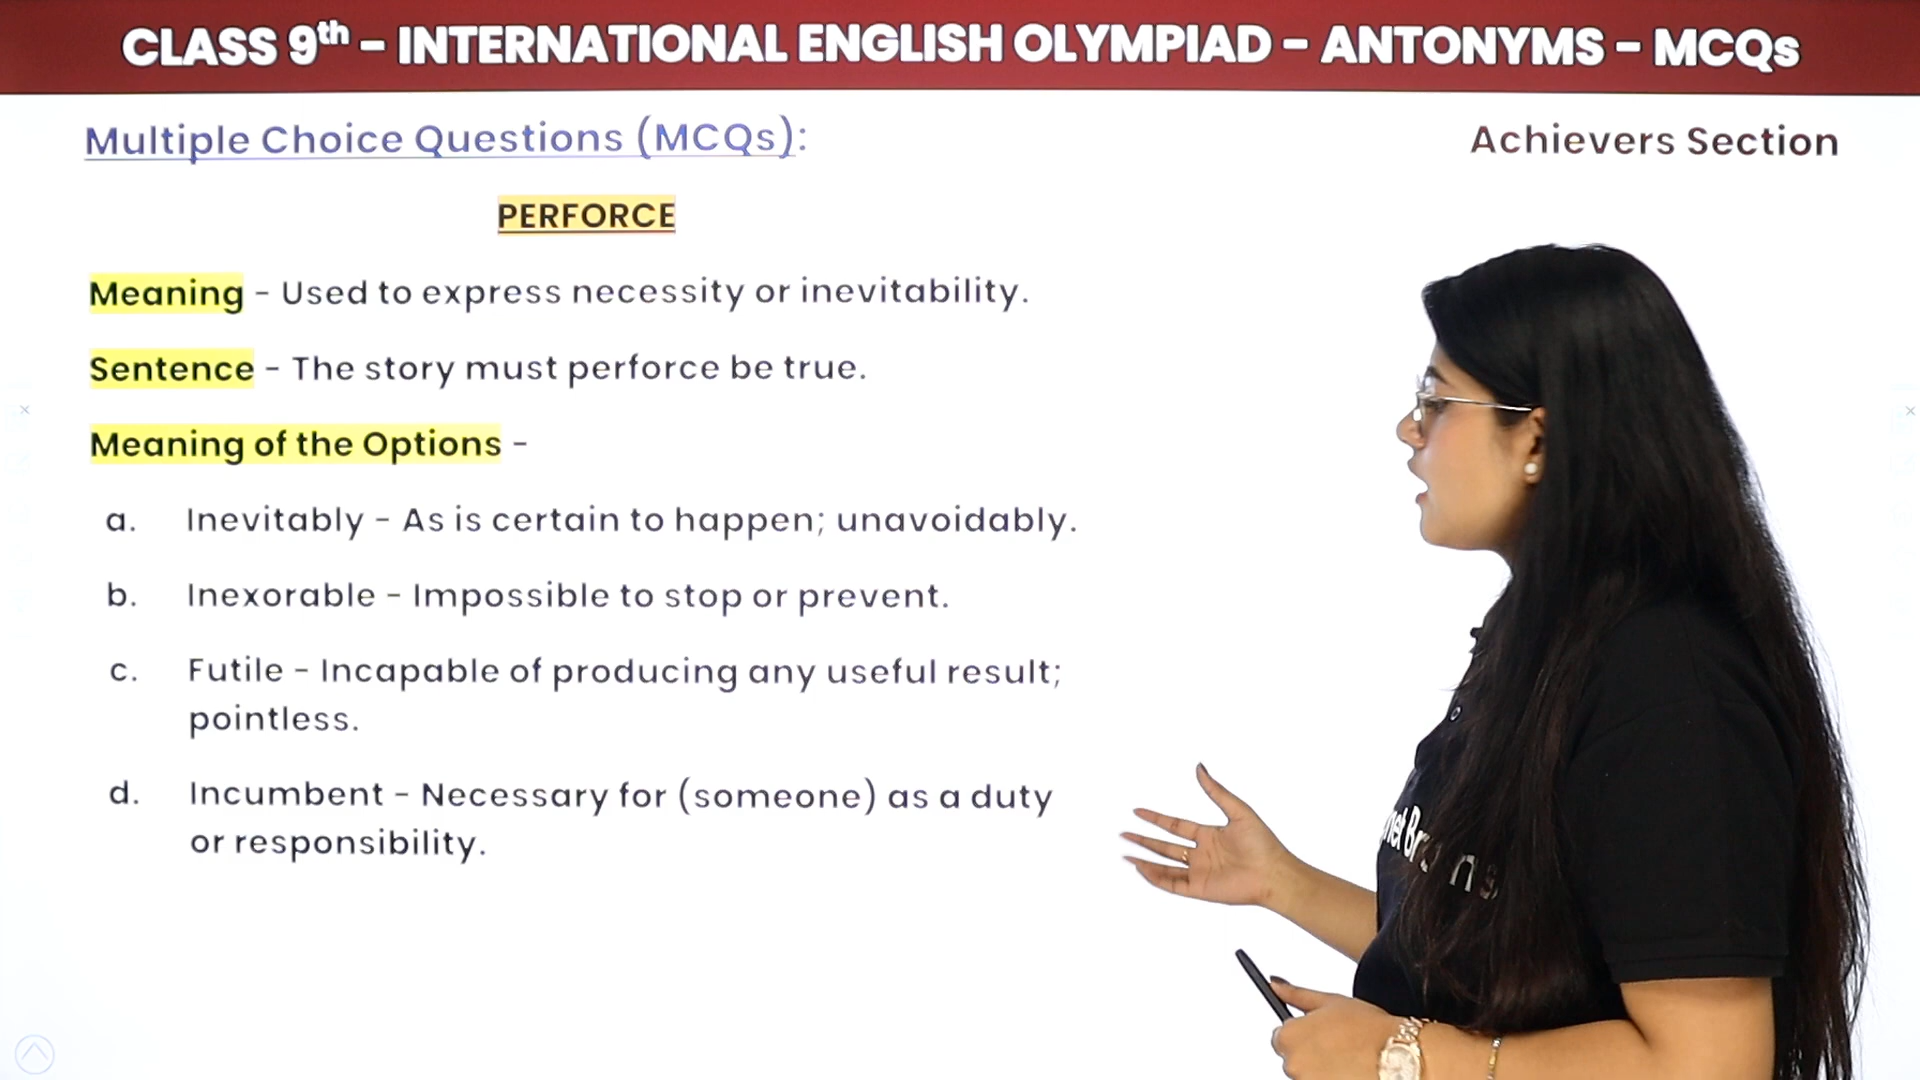 CLASS 9th - INTERNATIONAL ENGLISH OLYMPIAD - ANTONYMS - MCQs
Multiple Choice Questions (MCQs):
Achievers Section
PERFORCE
Meaning - Used to express necessity or inevitability.
Sentence - The story must perforce be true.
Meaning of the Options -
a. Inevitably - As is certain to happen; unavoidably.
b. Inexorable - Impossible to stop or prevent.
c. Futile - Incapable of producing any useful result;
pointless.
d. Incumbent - Necessary for (someone) as a duty
or responsibility.